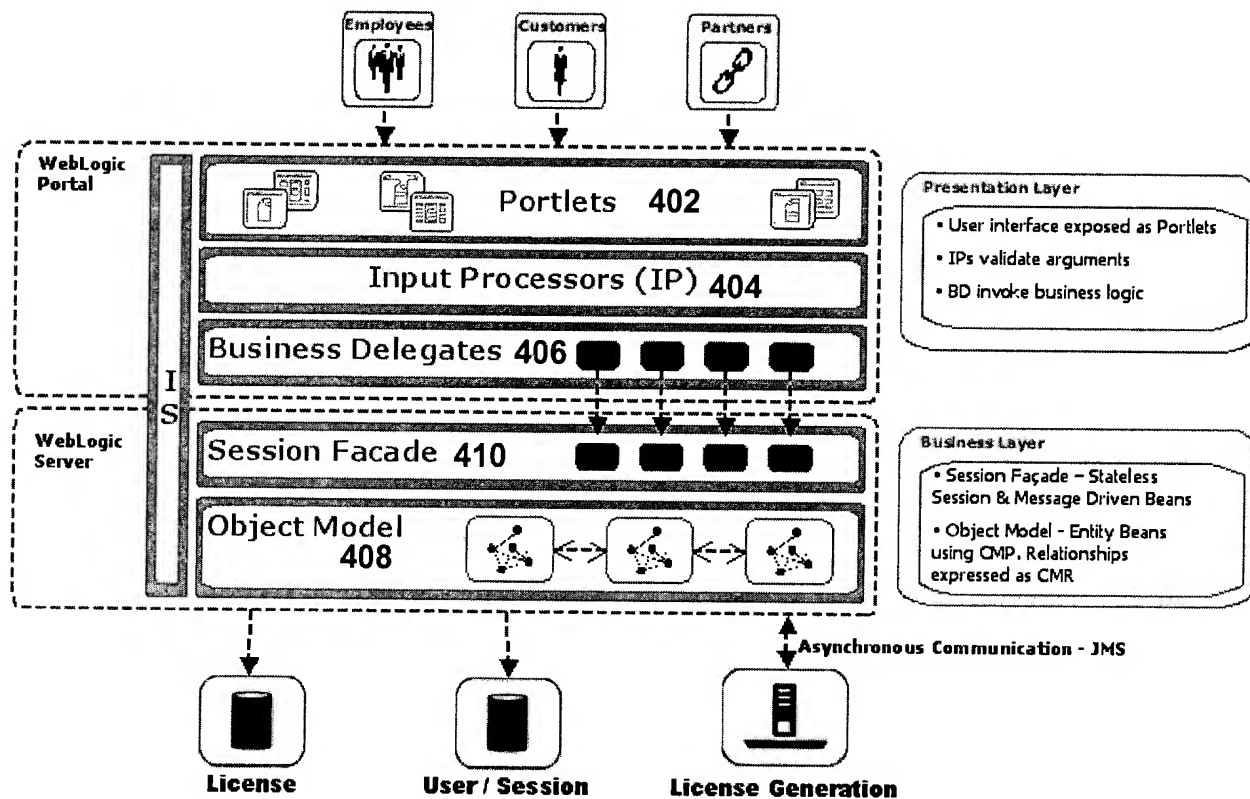 Employees
Customers
Partners
WebLogic
Portal
Portlets 402
Input Processors (IP) 404
Business Delegates 406
I
S
WebLogic
Server
Session Facade 410
Object Model
408
Presentation Layer
• User interface exposed as Portlets
• IPs validate arguments
• BD invoke business logic
Business Layer
• Session Façade – Stateless
Session & Message Driven Beans
• Object Model - Entity Beans
using CMP. Relationships
expressed as CMR
Asynchronous Communication - JMS
License
User / Session
License Generation